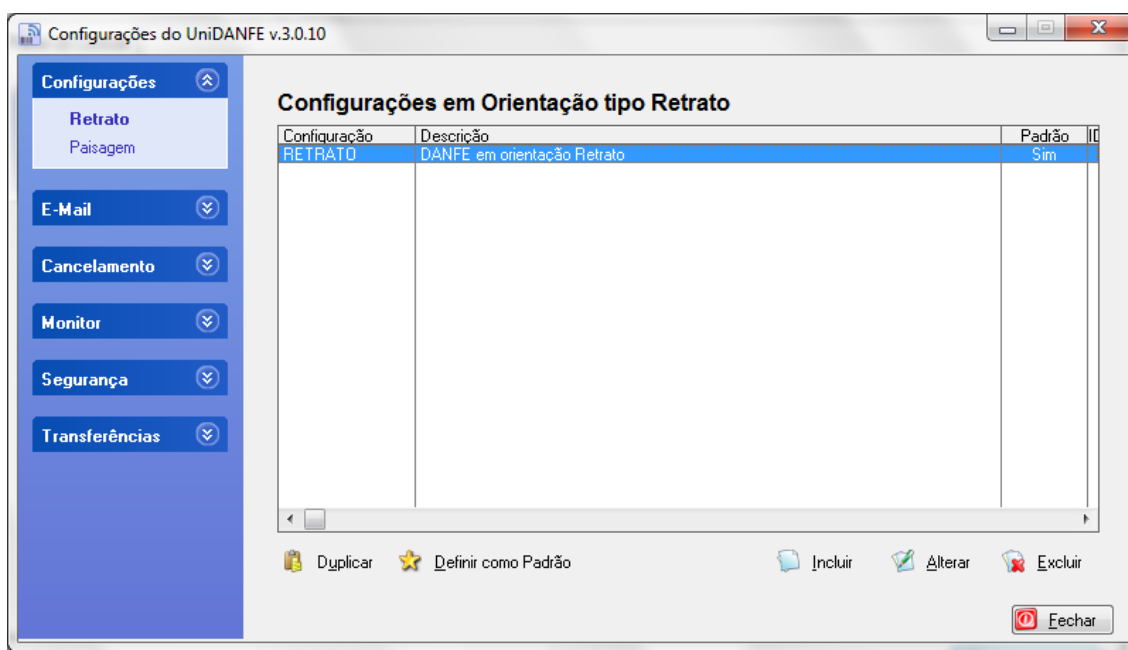 Configurações do UniDANFE v.3.0.10
Configurações
Retrato
Paisagem
E-Mail
Cancelamento
Monitor
Segurança
Transferências
Configurações em Orientação tipo Retrato
Configuração Descrição Padrão
RETRATO DANFE em orientação Retrato Sim
Duplicar Definir como Padrão Incluir Alterar Excluir
Fechar